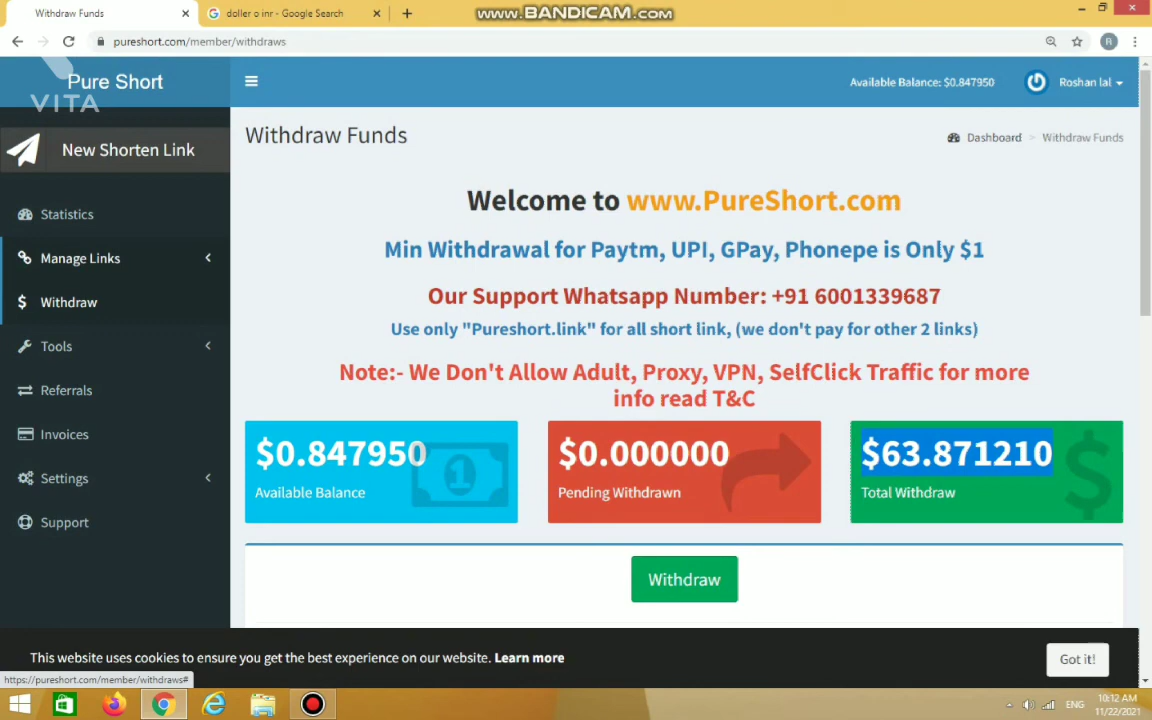 www.BANDICAM.com
Withdraw Funds
doller o inr - Google Search
pureshort.com/member/withdraws
R
Pure Short
VITA
Available Balance: $0.847950
Roshan lal
New Shorten Link
Withdraw Funds
Dashboard > Withdraw Funds
Statistics
Manage Links
Withdraw
Tools
Referrals
Invoices
Settings
Support
Welcome to www.PureShort.com
Min Withdrawal for Paytm, UPI, GPay, Phonepe is Only $1
Our Support Whatsapp Number: +91 6001339687
Use only "Pureshort.link" for all short link, (we don't pay for other 2 links)
Note:- We Don't Allow Adult, Proxy, VPN, SelfClick Traffic for more
info read T&C
$0.847950
Available Balance
$0.000000
Pending Withdrawn
$63.871210
Total Withdraw
Withdraw
This website uses cookies to ensure you get the best experience on our website. Learn more
Got it!
https://pureshort.com/member/withdraws#
ENG
10:12 AM
11/22/2021